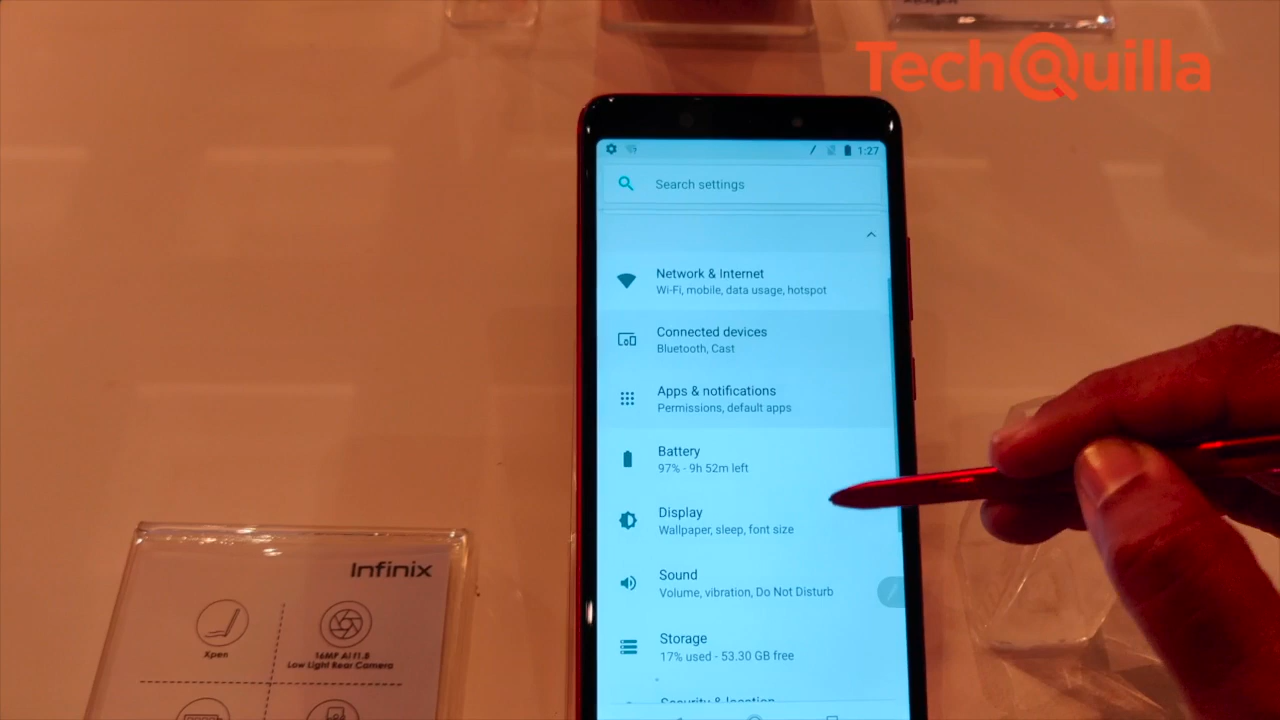 TechQuilla
1:27
Search settings
Network & Internet
Wi-Fi, mobile, data usage, hotspot
Connected devices
Bluetooth, Cast
Apps & notifications
Permissions, default apps
Battery
97% - 9h 52m left
Display
Wallpaper, sleep, font size
Sound
Volume, vibration, Do Not Disturb
Storage
17% used - 53.30 GB free
Security & location
Infinix
Xpen
16MP AI f1.8
Low Light Rear Camera